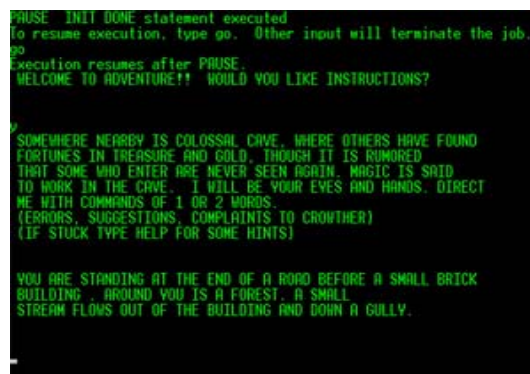 PAUSE  INIT DONE statement executed
To resume execution, type go.  Other input will terminate the job.
go
Execution resumes after PAUSE.
WELCOME TO ADVENTURE!!  WOULD YOU LIKE INSTRUCTIONS?
y
SOMEWHERE NEARBY IS COLOSSAL CAVE, WHERE OTHERS HAVE FOUND
FORTUNES IN TREASURE AND GOLD, THOUGH IT IS RUMORED
THAT SOME WHO ENTER ARE NEVER SEEN AGAIN. MAGIC IS SAID
TO WORK IN THE CAVE.  I WILL BE YOUR EYES AND HANDS. DIRECT
ME WITH COMMANDS OF 1 OR 2 WORDS.
(ERRORS, SUGGESTIONS, COMPLAINTS TO CROWTHER)
(IF STUCK TYPE HELP FOR SOME HINTS)
YOU ARE STANDING AT THE END OF A ROAD BEFORE A SMALL BRICK
BUILDING . AROUND YOU IS A FOREST. A SMALL
STREAM FLOWS OUT OF THE BUILDING AND DOWN A GULLY.